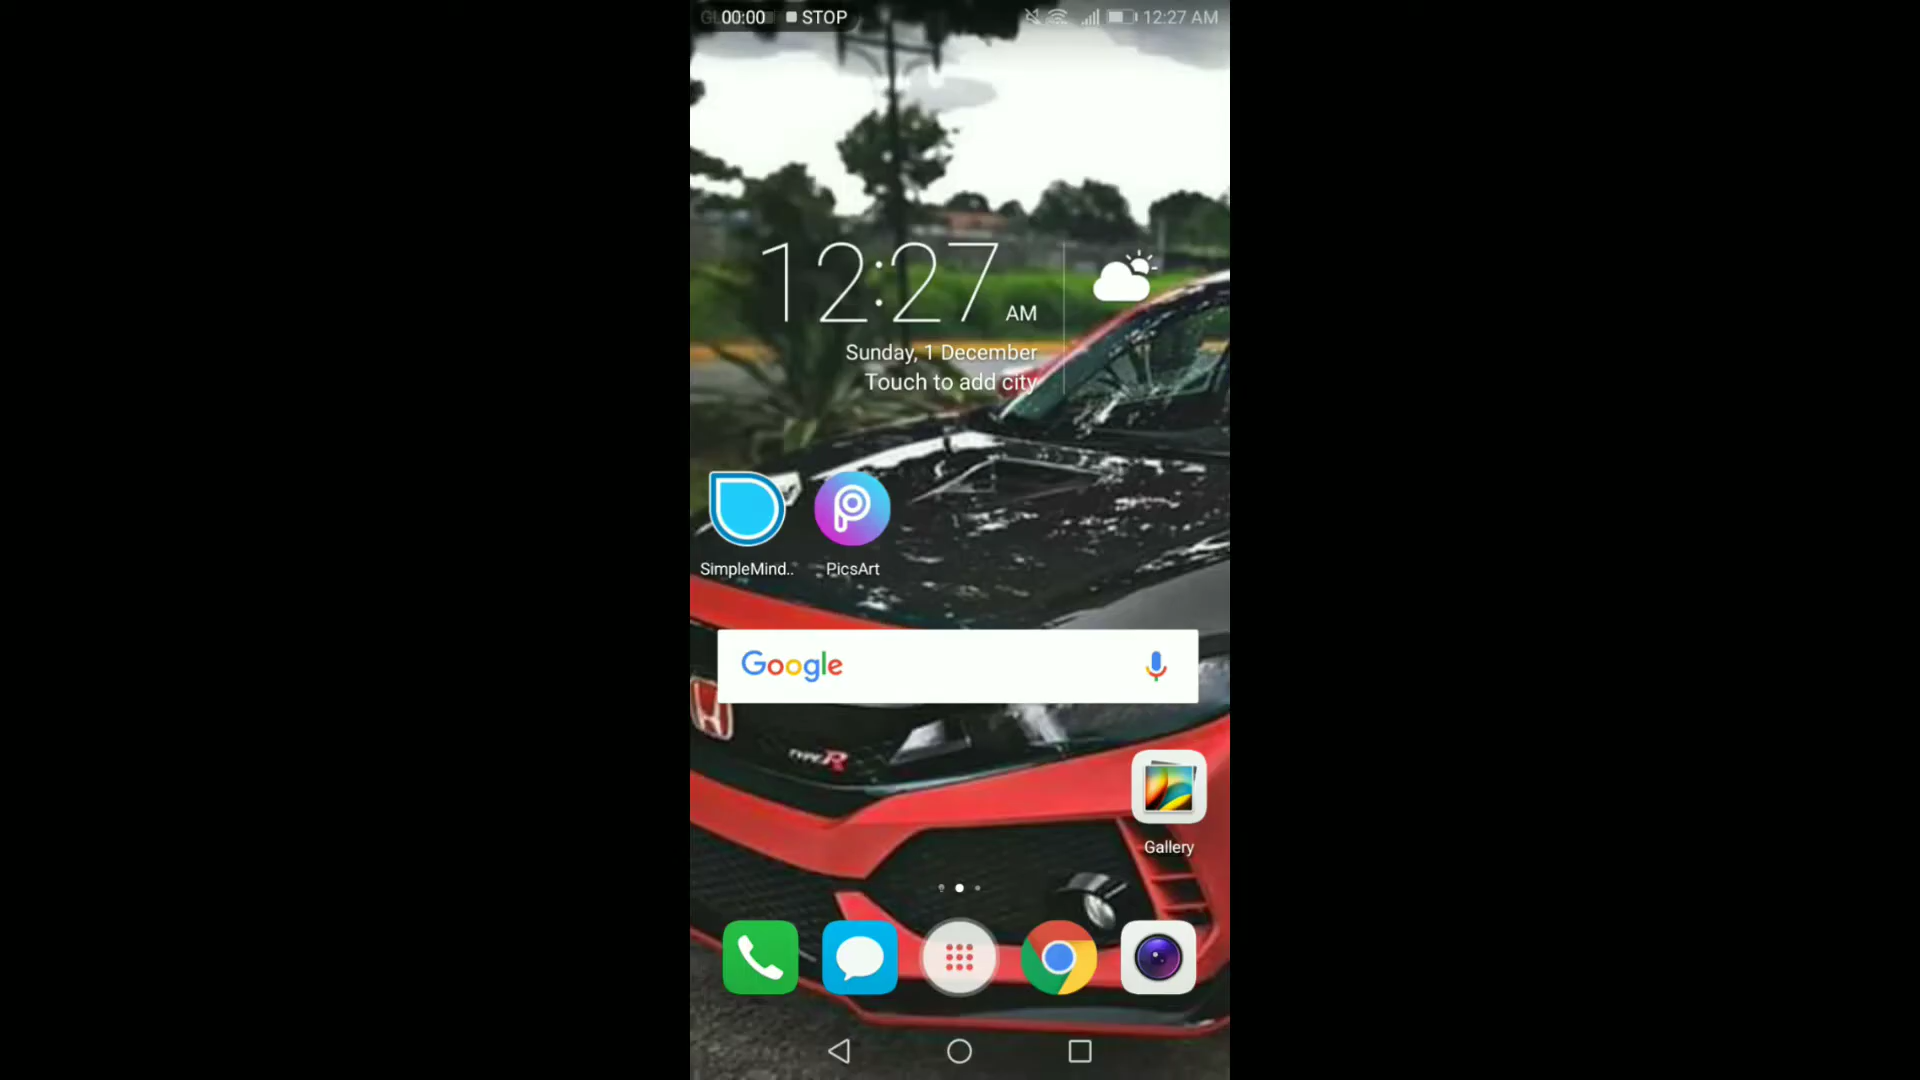 00:00 STOP 12:27 AM
12:27 AM
Sunday, 1 December
Touch to add city
SimpleMind.. PicsArt
Google
TYPE R
Gallery